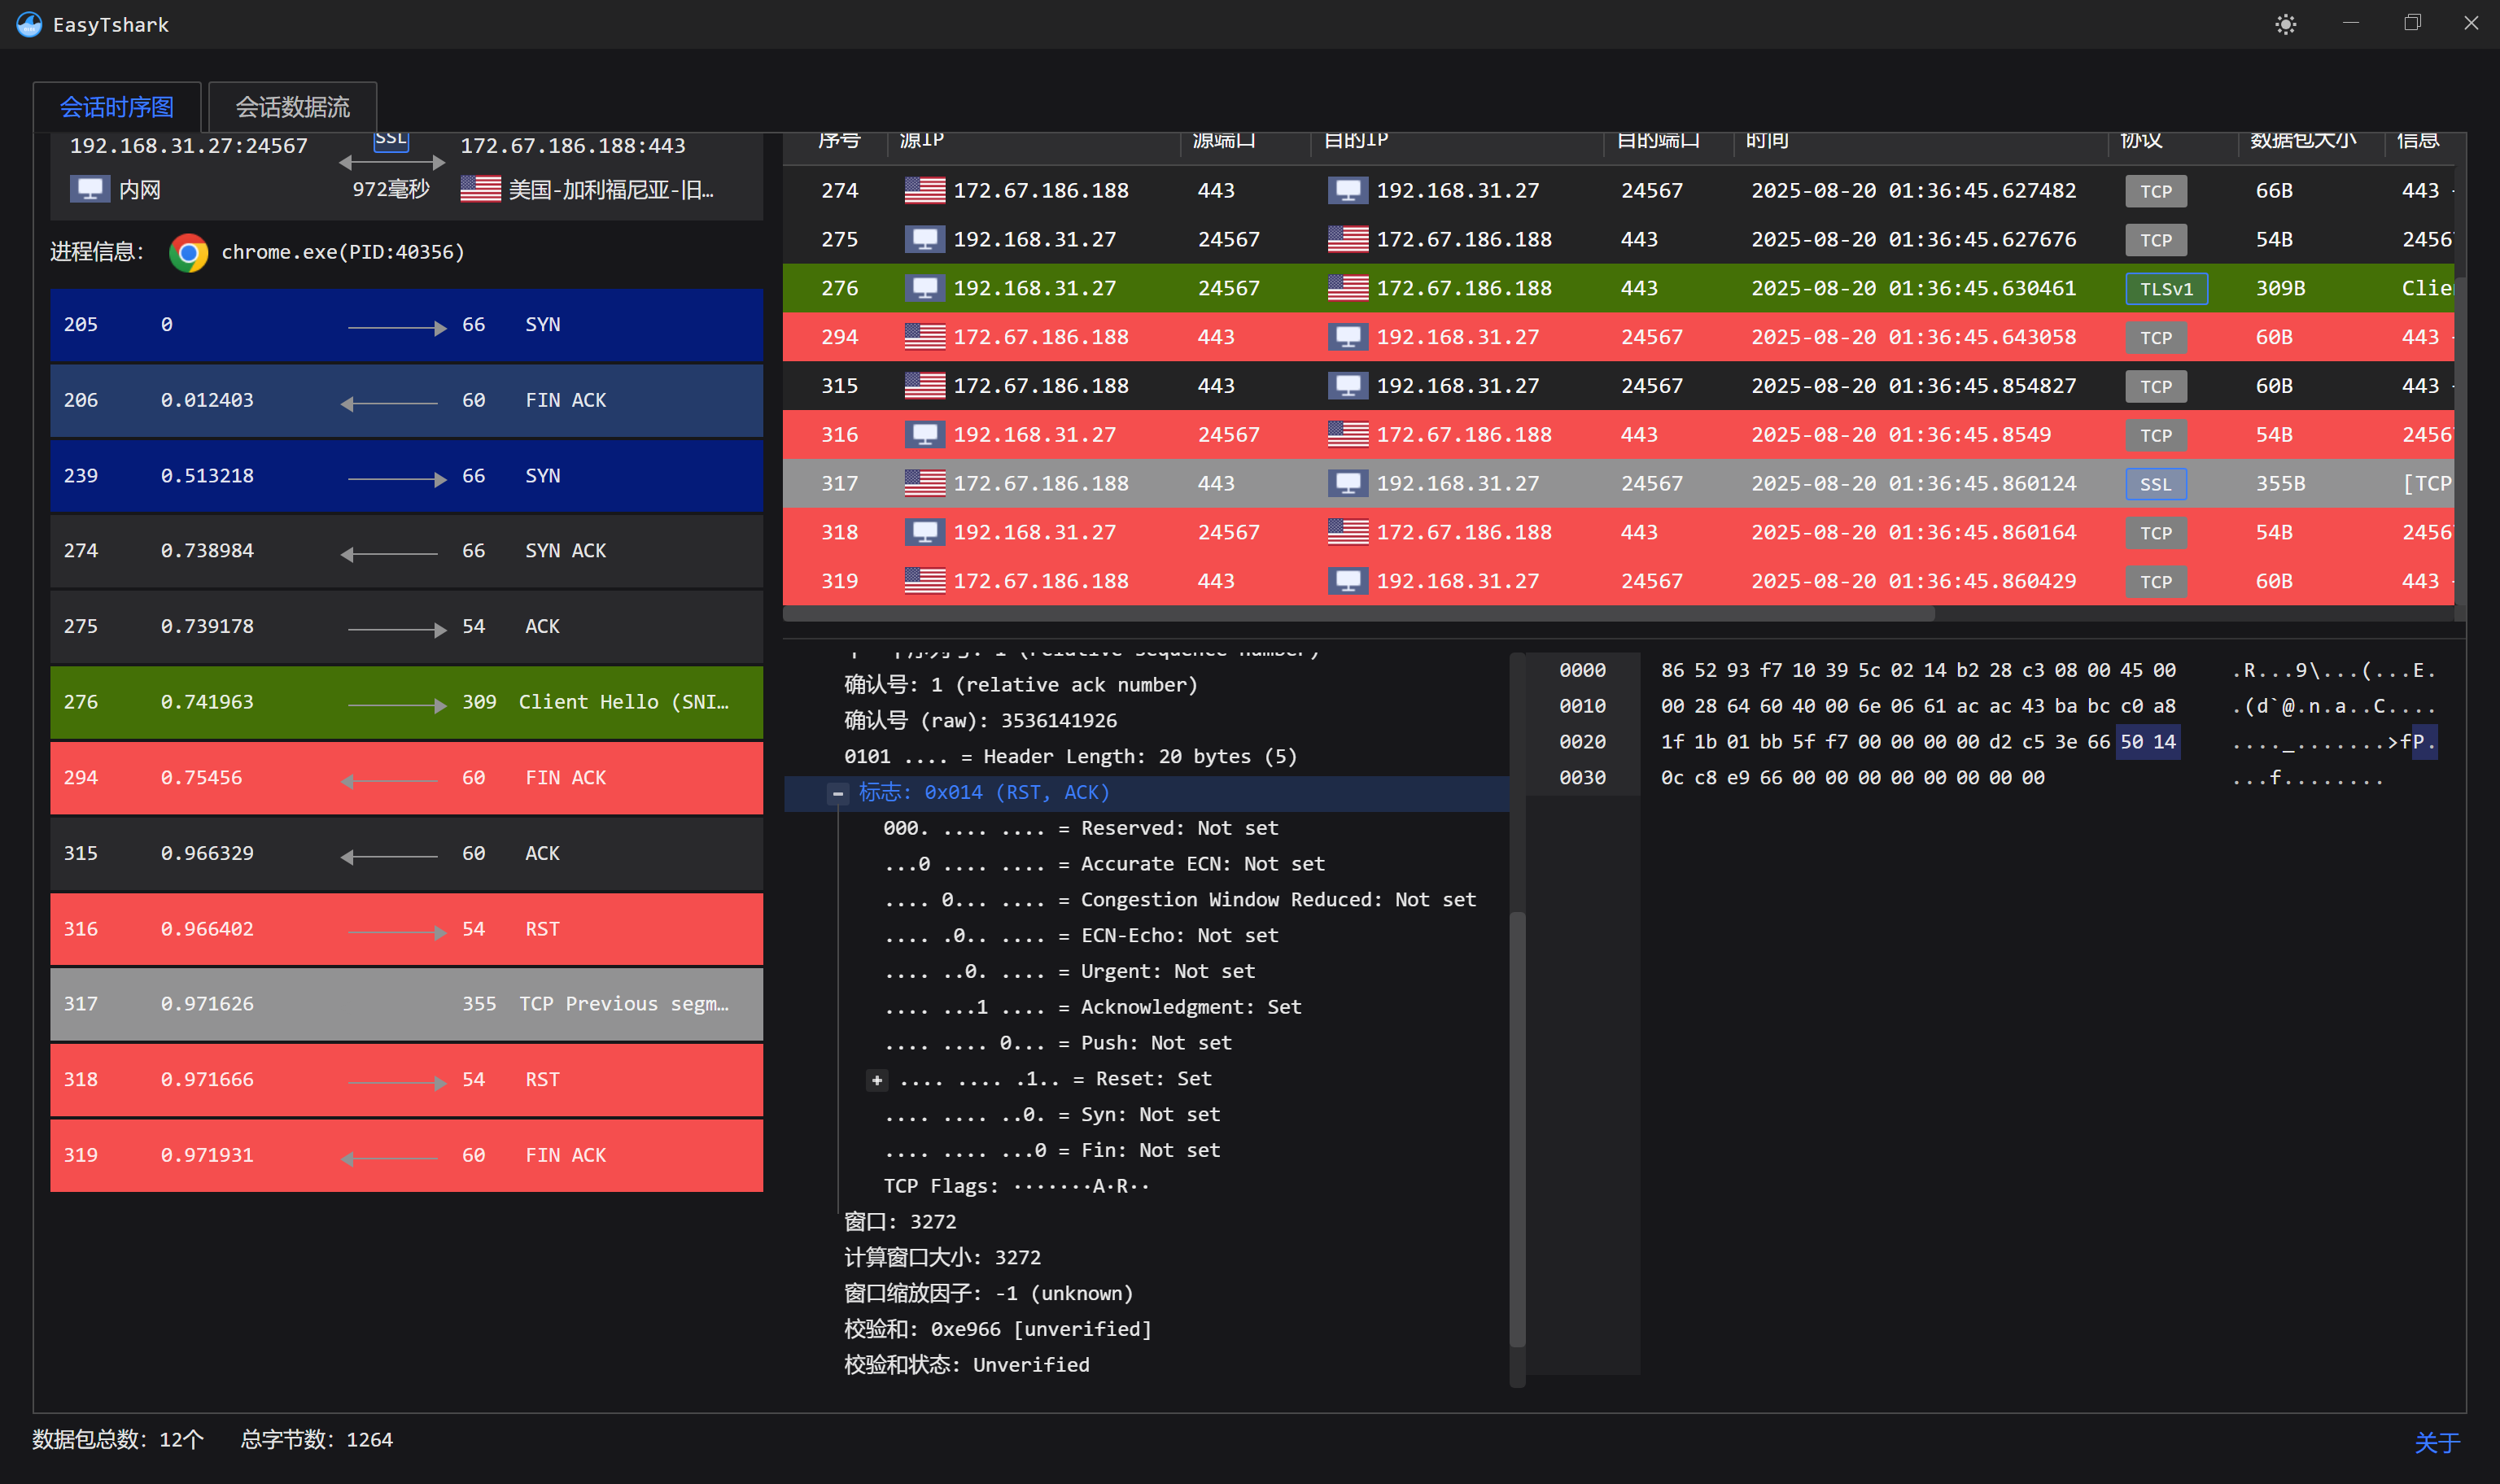 EasyTshark
会话时序图 会话数据流
192.168.31.27:24567 SSL 172.67.186.188:443
内网 972毫秒 美国-加利福尼亚-旧...
进程信息: chrome.exe(PID:40356)
205 0 66 SYN
206 0.012403 60 FIN ACK
239 0.513218 66 SYN
274 0.738984 66 SYN ACK
275 0.739178 54 ACK
276 0.741963 309 Client Hello (SNI...
294 0.75456 60 FIN ACK
315 0.966329 60 ACK
316 0.966402 54 RST
317 0.971626 355 TCP Previous segm...
318 0.971666 54 RST
319 0.971931 60 FIN ACK
序号 源IP 源端口 目的IP 目的端口 时间 协议 数据包大小 信息
274 172.67.186.188 443 192.168.31.27 24567 2025-08-20 01:36:45.627482 TCP 66B 443
275 192.168.31.27 24567 172.67.186.188 443 2025-08-20 01:36:45.627676 TCP 54B 2456
276 192.168.31.27 24567 172.67.186.188 443 2025-08-20 01:36:45.630461 TLSv1 309B Clie
294 172.67.186.188 443 192.168.31.27 24567 2025-08-20 01:36:45.643058 TCP 60B 443
315 172.67.186.188 443 192.168.31.27 24567 2025-08-20 01:36:45.854827 TCP 60B 443
316 192.168.31.27 24567 172.67.186.188 443 2025-08-20 01:36:45.8549 TCP 54B 2456
317 172.67.186.188 443 192.168.31.27 24567 2025-08-20 01:36:45.860124 SSL 355B [TCP
318 192.168.31.27 24567 172.67.186.188 443 2025-08-20 01:36:45.860164 TCP 54B 2456
319 172.67.186.188 443 192.168.31.27 24567 2025-08-20 01:36:45.860429 TCP 60B 443
1 (relative sequence number)
确认号: 1 (relative ack number)
确认号 (raw): 3536141926
0101 .... = Header Length: 20 bytes (5)
标志: 0x014 (RST, ACK)
000. .... .... = Reserved: Not set
...0 .... .... = Accurate ECN: Not set
.... 0... .... = Congestion Window Reduced: Not set
.... .0.. .... = ECN-Echo: Not set
.... ..0. .... = Urgent: Not set
.... ...1 .... = Acknowledgment: Set
.... .... 0... = Push: Not set
.... .... .1.. = Reset: Set
.... .... ..0. = Syn: Not set
.... .... ...0 = Fin: Not set
TCP Flags: ·······A·R··
窗口: 3272
计算窗口大小: 3272
窗口缩放因子: -1 (unknown)
校验和: 0xe966 [unverified]
校验和状态: Unverified
0000 86 52 93 f7 10 39 5c 02 14 b2 28 c3 08 00 45 00 .R...9\...(...E.
0010 00 28 64 60 40 00 6e 06 61 ac ac 43 ba bc c0 a8 .(d`@.n.a..C....
0020 1f 1b 01 bb 5f f7 00 00 00 00 d2 c5 3e 66 50 14 ...._.......>fP.
0030 0c c8 e9 66 00 00 00 00 00 00 00 00 ...f........
数据包总数: 12个 总字节数: 1264
关于